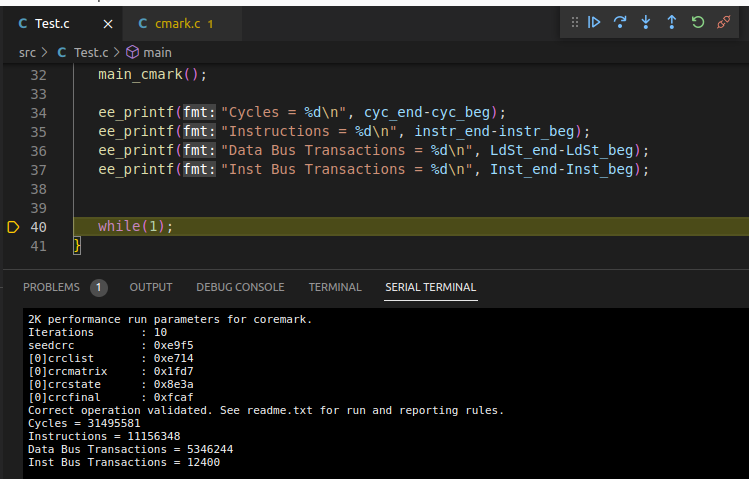 C Test.c × C cmark.c 1
src > C Test.c > main
32 main_cmark();
33
34 ee_printf(fmt: "Cycles = %d\n", cyc_end-cyc_beg);
35 ee_printf(fmt: "Instructions = %d\n", instr_end-instr_beg);
36 ee_printf(fmt: "Data Bus Transactions = %d\n", LdSt_end-LdSt_beg);
37 ee_printf(fmt: "Inst Bus Transactions = %d\n", Inst_end-Inst_beg);
38
39
40 while(1);
41 }
PROBLEMS 1 OUTPUT DEBUG CONSOLE TERMINAL SERIAL TERMINAL
2K performance run parameters for coremark.
Iterations : 10
seedcrc : 0xe9f5
[0]crclist : 0xe714
[0]crcmatrix : 0x1fd7
[0]crcstate : 0x8e3a
[0]crcfinal : 0xfcaf
Correct operation validated. See readme.txt for run and reporting rules.
Cycles = 31495581
Instructions = 11156348
Data Bus Transactions = 5346244
Inst Bus Transactions = 12400